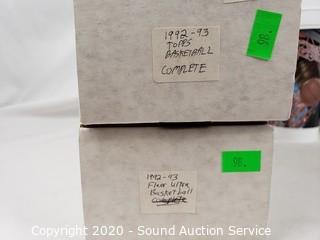 1992-93
TOPPS
BASKETBALL
COMPLETE
98.
1992-93
Fleer Ultra
Basketball
Complete
98.
Copyright © 2020 - Sound Auction Service